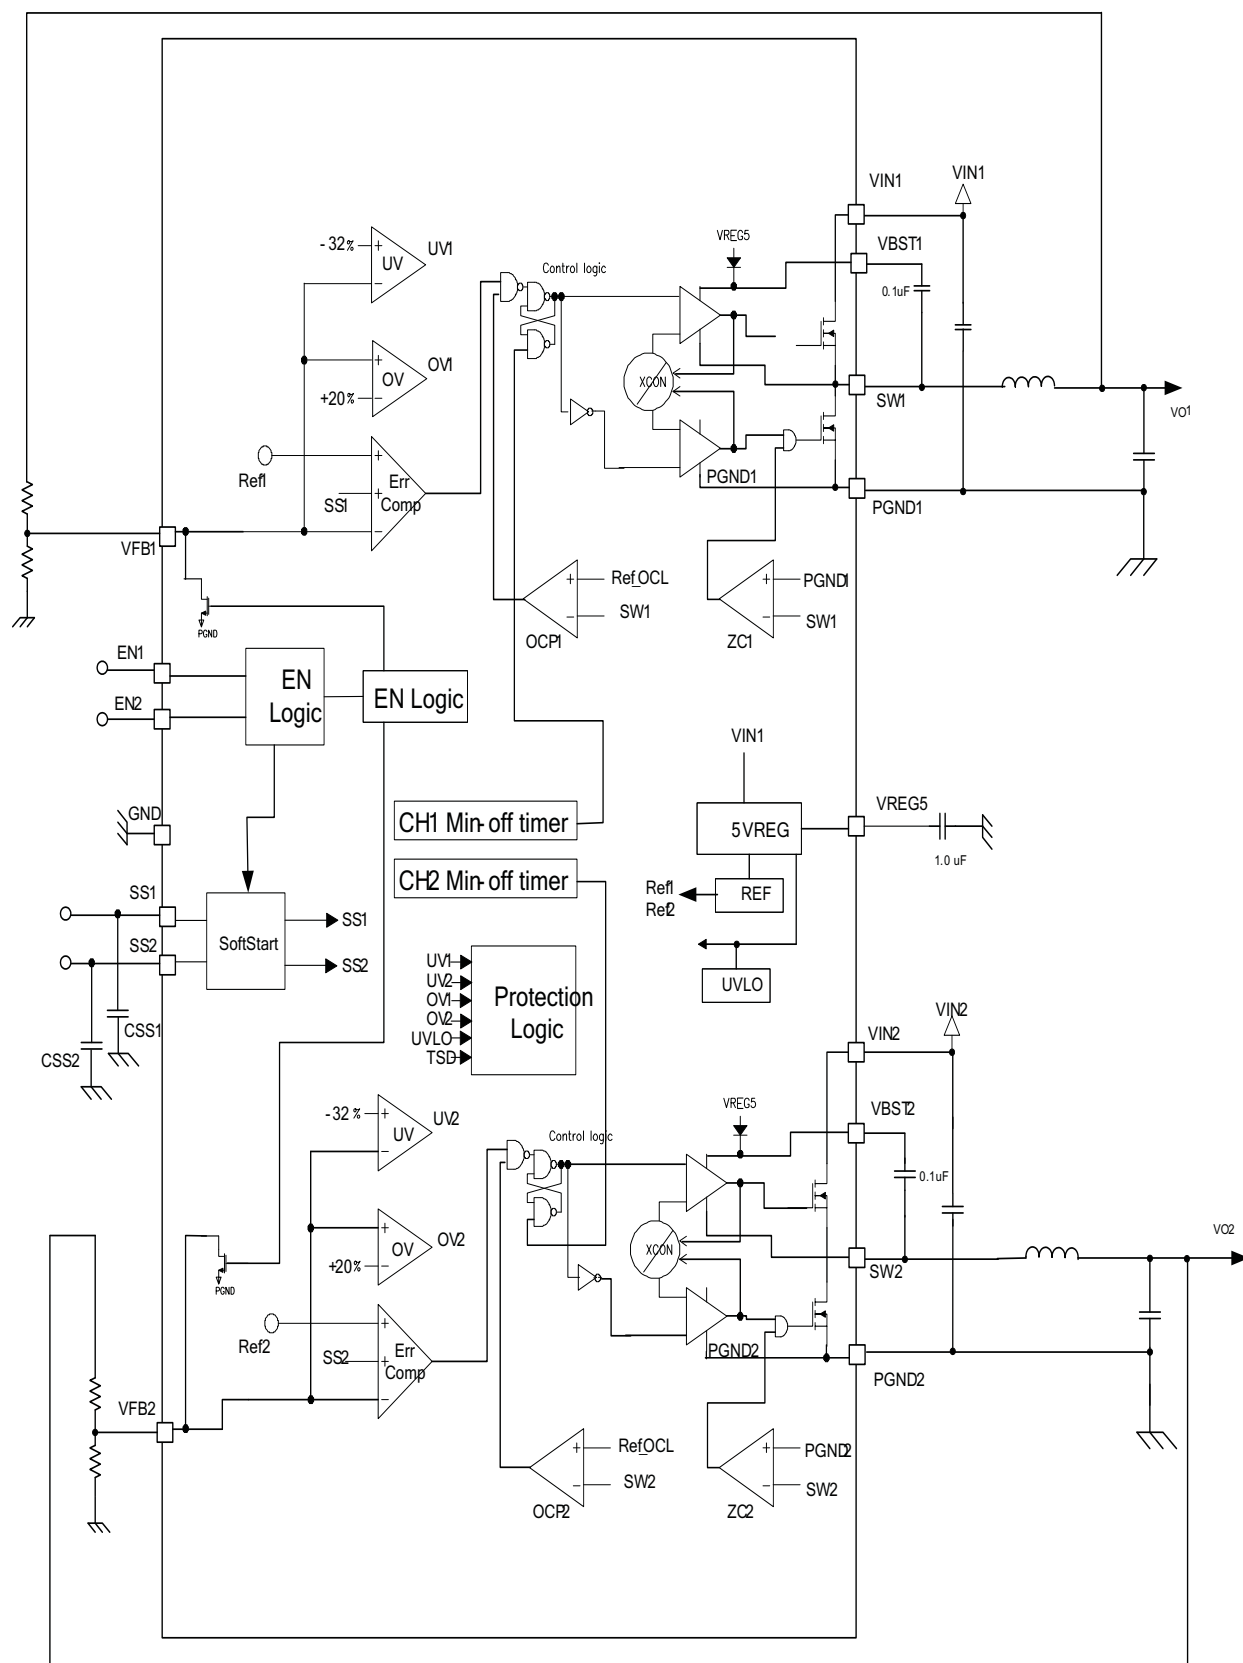 VIN1
VIN1
- 32%
UV1
UV
VREG5
VBST1
Control logic
0.1uF
OV1
OV
+20%
XCON
SW1
VO1
Ref1
Err
Comp
SS1
PGND1
PGND1
VFB1
Ref_OCL
SW1
OCP1
PGND1
SW1
ZC1
PGND
EN1
EN2
EN
Logic
EN Logic
VIN1
GND
CH1 Min-off timer
5VREG
VREG5
1.0 uF
CH2 Min-off timer
Ref1
Ref2
REF
SS1
SS2
SoftStart
SS1
SS2
UVLO
UV1
UV2
OV1
OV2
UVLO
TSD
Protection
Logic
CSS1
CSS2
VIN2
VIN2
- 32%
UV2
UV
VREG5
VBST2
Control logic
0.1uF
OV2
OV
+20%
XCON
SW2
VO2
PGND
Ref2
Err
Comp
SS2
PGND2
PGND2
VFB2
Ref_OCL
SW2
OCP2
PGND2
SW2
ZC2